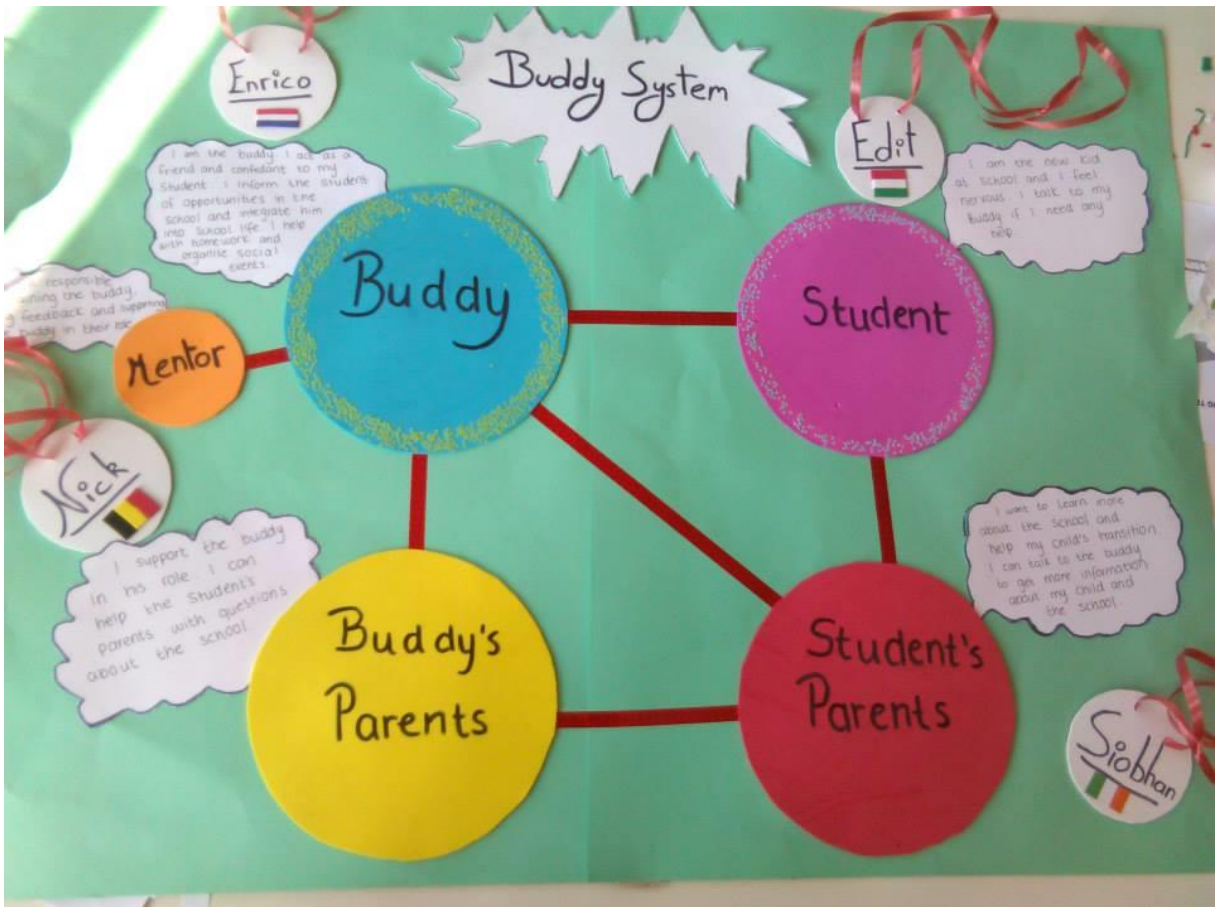 Buddy System
Enrico
Edit
I am the buddy. I act as a
friend and confidant to my
student. I inform the student
of opportunities in the
school and integrate him
into school life. I help
with homework and
organise social
events.
I am the new kid
at school and I feel
nervous. I talk to my
buddy if I need any
help
Buddy
Student
responsible
the buddy.
feedback and supporting
buddy in their role
Mentor
Nick
I support the buddy
in his role I can
help the Student's
parents with questions
about the school
I want to learn more
about the school and
help my child's transition
I can talk to the buddy
to get more information
about my child and
the school.
Buddy's
Parents
Student's
Parents
Siobhan